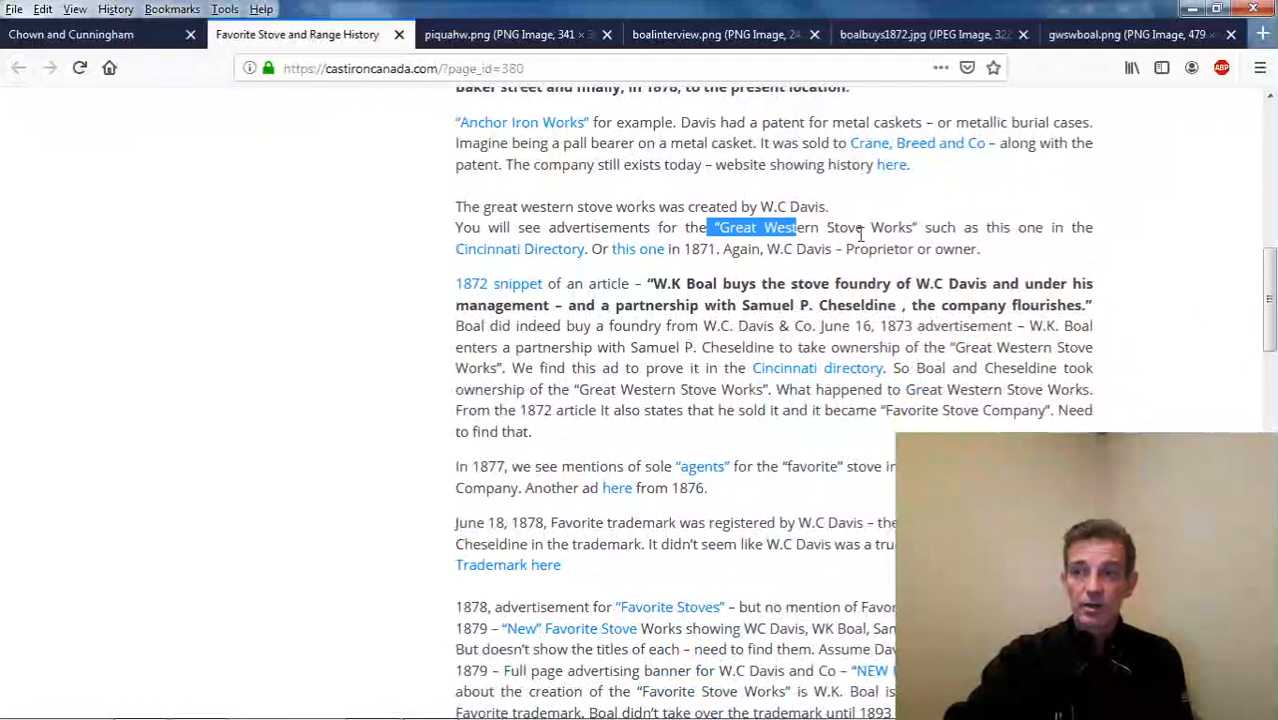 File Edit View History Bookmarks Tools Help
Chown and Cunningham
Favorite Stove and Range History
piquahw.png (PNG Image, 341 ×
boalinterview.png (PNG Image, 24
boalbuys1872.jpg (JPEG Image, 32
gwswboal.png (PNG Image, 479 ×
https://castironcanada.com/?page_id=380
ABP
Baker street and finally, in 1878, to the present location.
“Anchor Iron Works” for example. Davis had a patent for metal caskets – or metallic burial cases.
Imagine being a pall bearer on a metal casket. It was sold to Crane, Breed and Co – along with the
patent. The company still exists today – website showing history here.
The great western stove works was created by W.C Davis.
You will see advertisements for the “Great Western Stove Works” such as this one in the
Cincinnati Directory. Or this one in 1871. Again, W.C Davis – Proprietor or owner.
1872 snippet of an article – “W.K Boal buys the stove foundry of W.C Davis and under his
management – and a partnership with Samuel P. Cheseldine , the company flourishes.”
Boal did indeed buy a foundry from W.C. Davis & Co. June 16, 1873 advertisement – W.K. Boal
enters a partnership with Samuel P. Cheseldine to take ownership of the “Great Western Stove
Works”. We find this ad to prove it in the Cincinnati directory. So Boal and Cheseldine took
ownership of the “Great Western Stove Works”. What happened to Great Western Stove Works.
From the 1872 article It also states that he sold it and it became “Favorite Stove Company”. Need
to find that.
In 1877, we see mentions of sole “agents” for the “favorite” stove in
Company. Another ad here from 1876.
June 18, 1878, Favorite trademark was registered by W.C Davis – the
Cheseldine in the trademark. It didn’t seem like W.C Davis was a tru
Trademark here
1878, advertisement for “Favorite Stoves” – but no mention of Favor
1879 – “New” Favorite Stove Works showing WC Davis, WK Boal, Sam
But doesn’t show the titles of each – need to find them. Assume Dav
1879 – Full page advertising banner for W.C Davis and Co – “NEW
about the creation of the “Favorite Stove Works” is W.K. Boal is
Favorite trademark. Boal didn’t take over the trademark until 1893